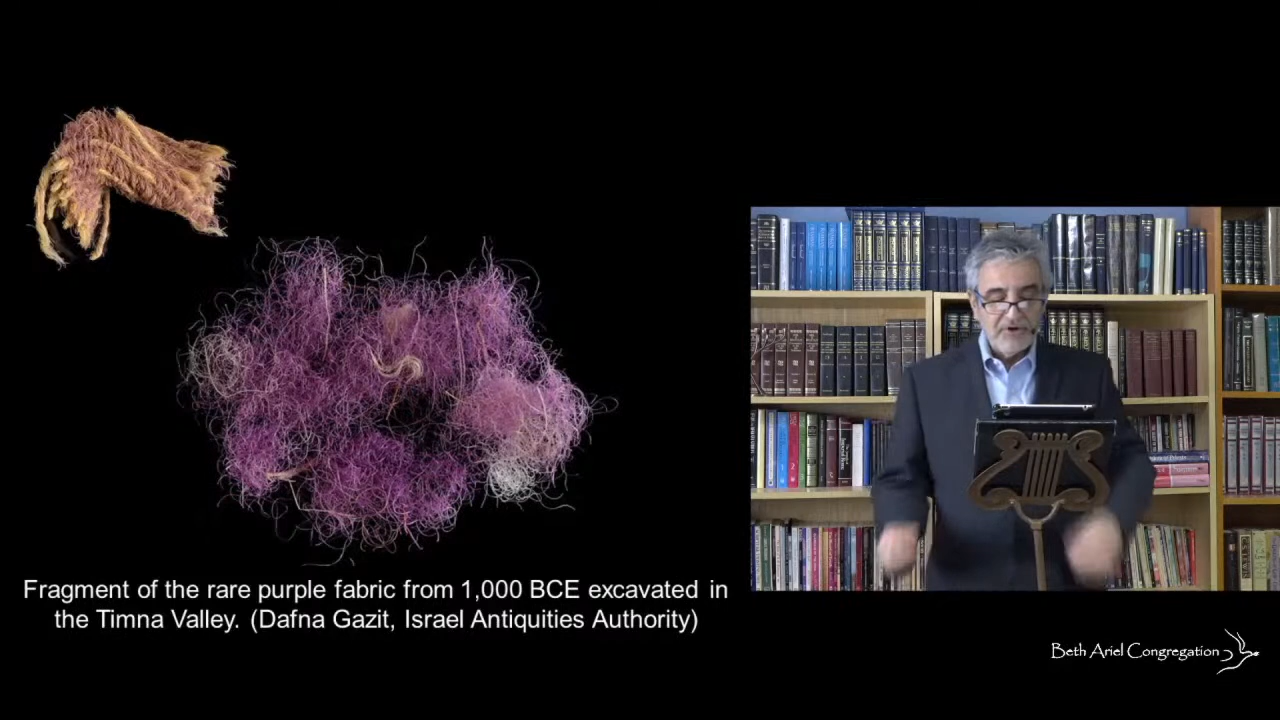 Fragment of the rare purple fabric from 1,000 BCE excavated in
the Timna Valley. (Dafna Gazit, Israel Antiquities Authority)
Beth Ariel Congregation